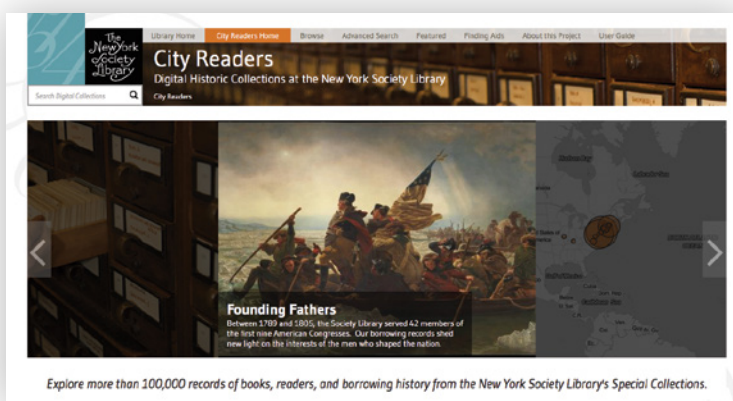 The
New York
Society
Library
Library Home City Readers Home Browse Advanced Search Featured Finding Aids About this Project User Guide
City Readers
Digital Historic Collections at the New York Society Library
Search Digital Collections
City Readers
Founding Fathers
Between 1789 and 1805, the Society Library served 42 members of
the first nine American Congresses. Our borrowing records shed
new light on the interests of the men who shaped the nation.
Explore more than 100,000 records of books, readers, and borrowing history from the New York Society Library's Special Collections.